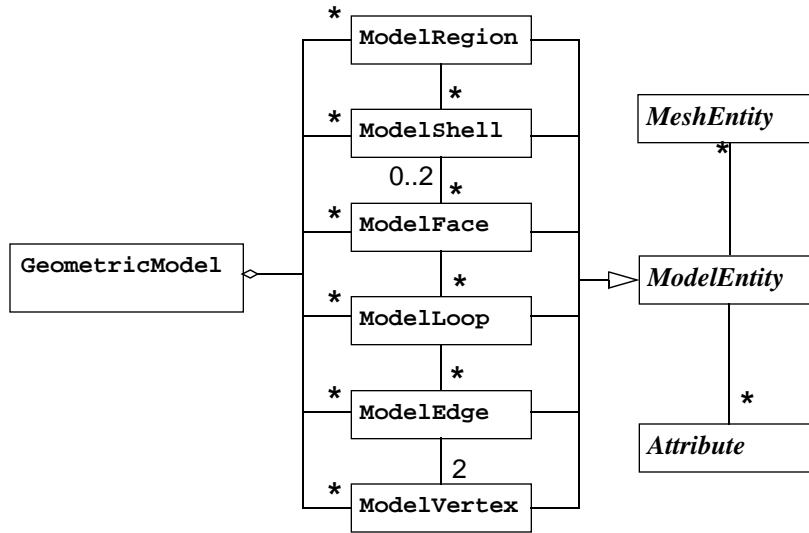 *
ModelRegion
*
*
ModelShell
MeshEntity
*
0..2
*
*
ModelFace
GeometricModel
ModelEntity
*
*
ModelLoop
*
*
ModelEdge
*
Attribute
2
*
ModelVertex